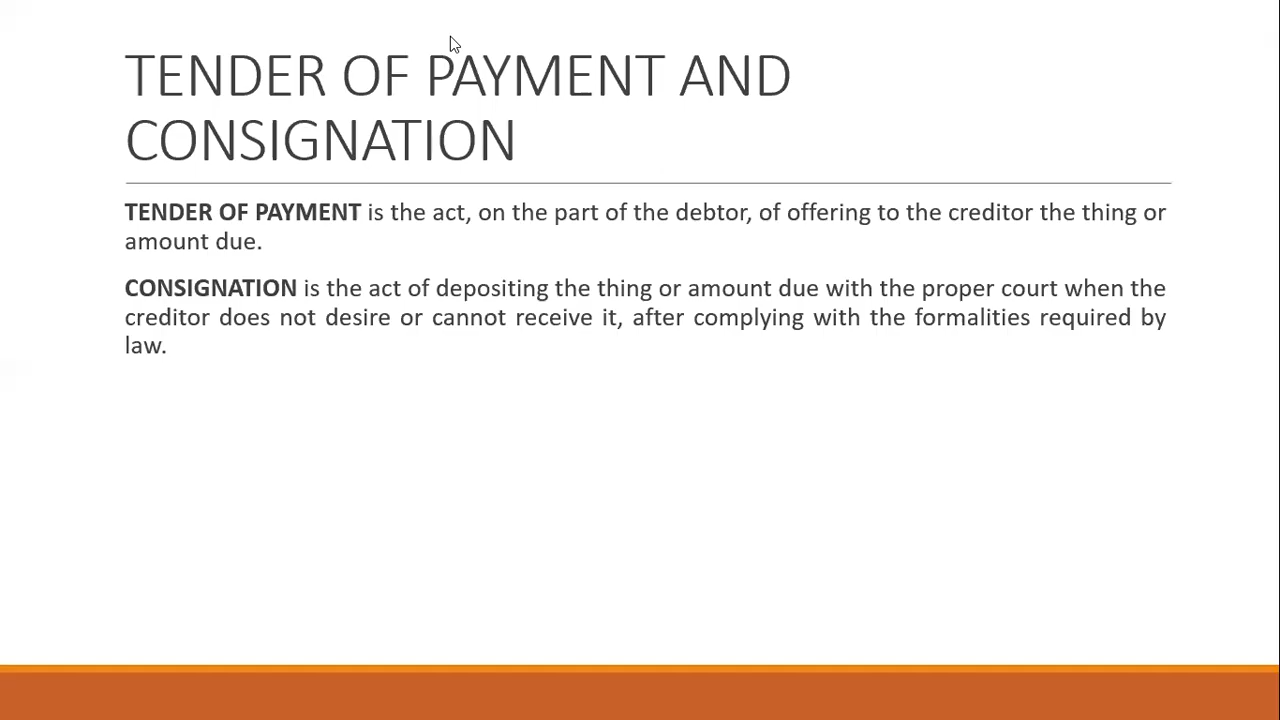 TENDER OF PAYMENT AND
CONSIGNATION
TENDER OF PAYMENT is the act, on the part of the debtor, of offering to the creditor the thing or
amount due.
CONSIGNATION is the act of depositing the thing or amount due with the proper court when the
creditor does not desire or cannot receive it, after complying with the formalities required by
law.